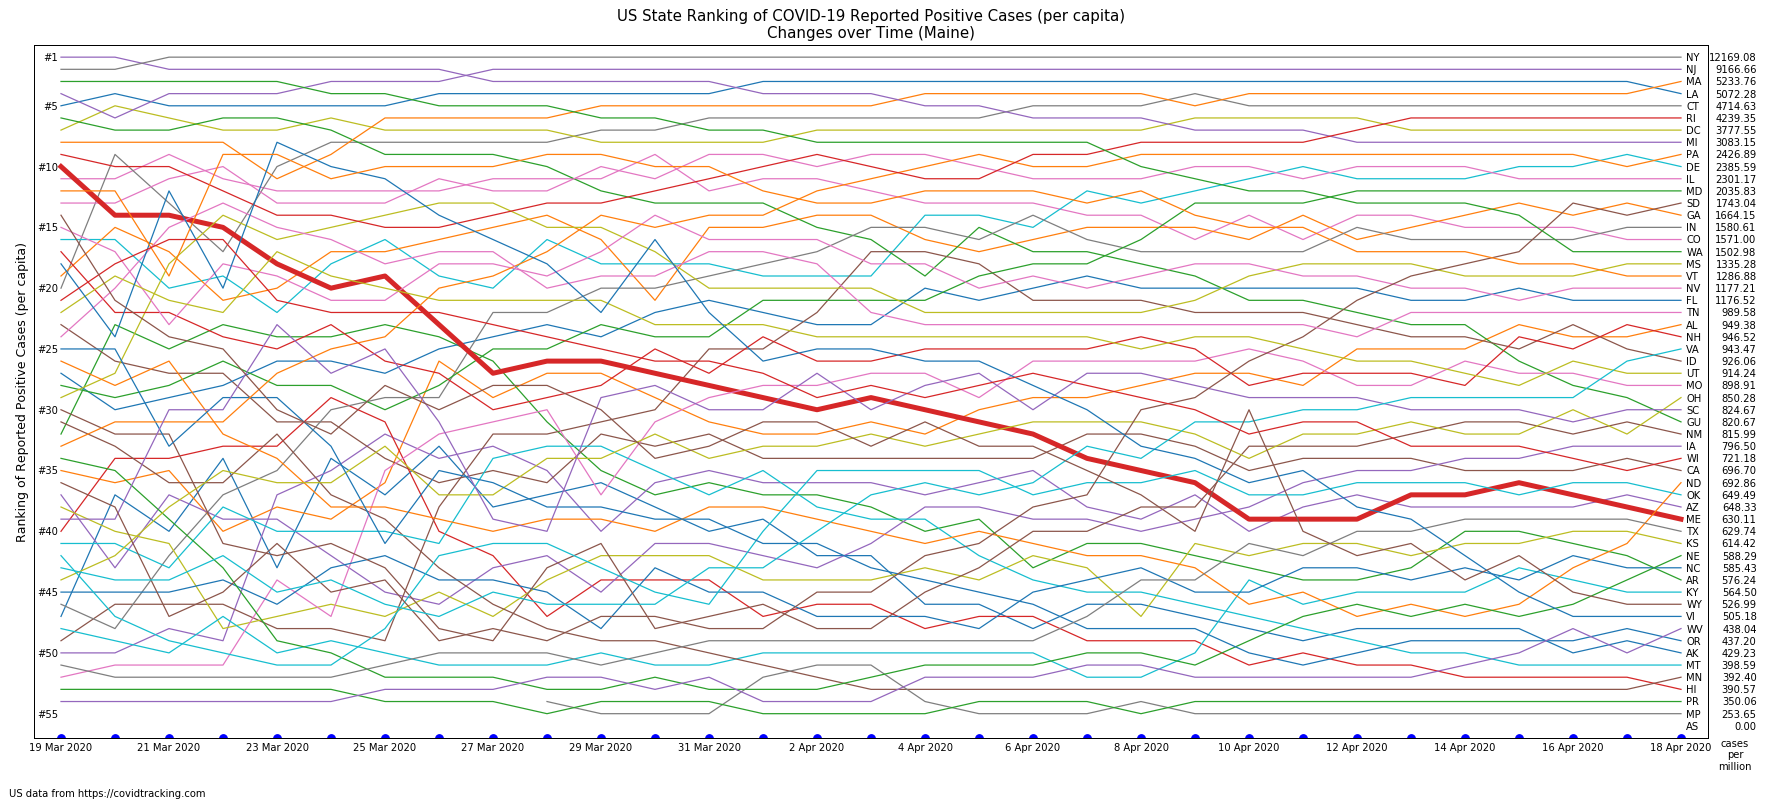 US State Ranking of COVID-19 Reported Positive Cases (per capita)
Changes over Time (Maine)
Ranking of Reported Positive Cases (per capita)
#1
#5
#10
#15
#20
#25
#30
#35
#40
#45
#50
#55
NY 12169.08
NJ 9166.66
MA 5233.76
LA 5072.28
CT 4714.63
RI 4239.35
DC 3777.55
MI 3083.15
PA 2426.89
DE 2385.59
IL 2301.17
MD 2035.83
SD 1743.04
GA 1664.15
IN 1580.61
CO 1571.00
WA 1502.98
MS 1335.28
VT 1286.88
NV 1177.21
FL 1176.52
TN 989.58
AL 949.38
NH 946.52
VA 943.47
ID 926.06
UT 914.24
MO 898.91
OH 850.28
SC 824.67
GU 820.67
NM 815.99
IA 796.50
WI 721.18
CA 696.70
ND 692.86
OK 649.49
AZ 648.33
ME 630.11
TX 629.74
KS 614.42
NE 588.29
NC 585.43
AR 576.24
KY 564.50
WY 526.99
VI 505.18
WV 438.04
OR 437.20
AK 429.23
MT 398.59
MN 392.40
HI 390.57
PR 350.06
MP 253.65
AS 0.00
19 Mar 2020 21 Mar 2020 23 Mar 2020 25 Mar 2020 27 Mar 2020 29 Mar 2020 31 Mar 2020 2 Apr 2020 4 Apr 2020 6 Apr 2020 8 Apr 2020 10 Apr 2020 12 Apr 2020 14 Apr 2020 16 Apr 2020 18 Apr 2020
cases
per
million
US data from https://covidtracking.com